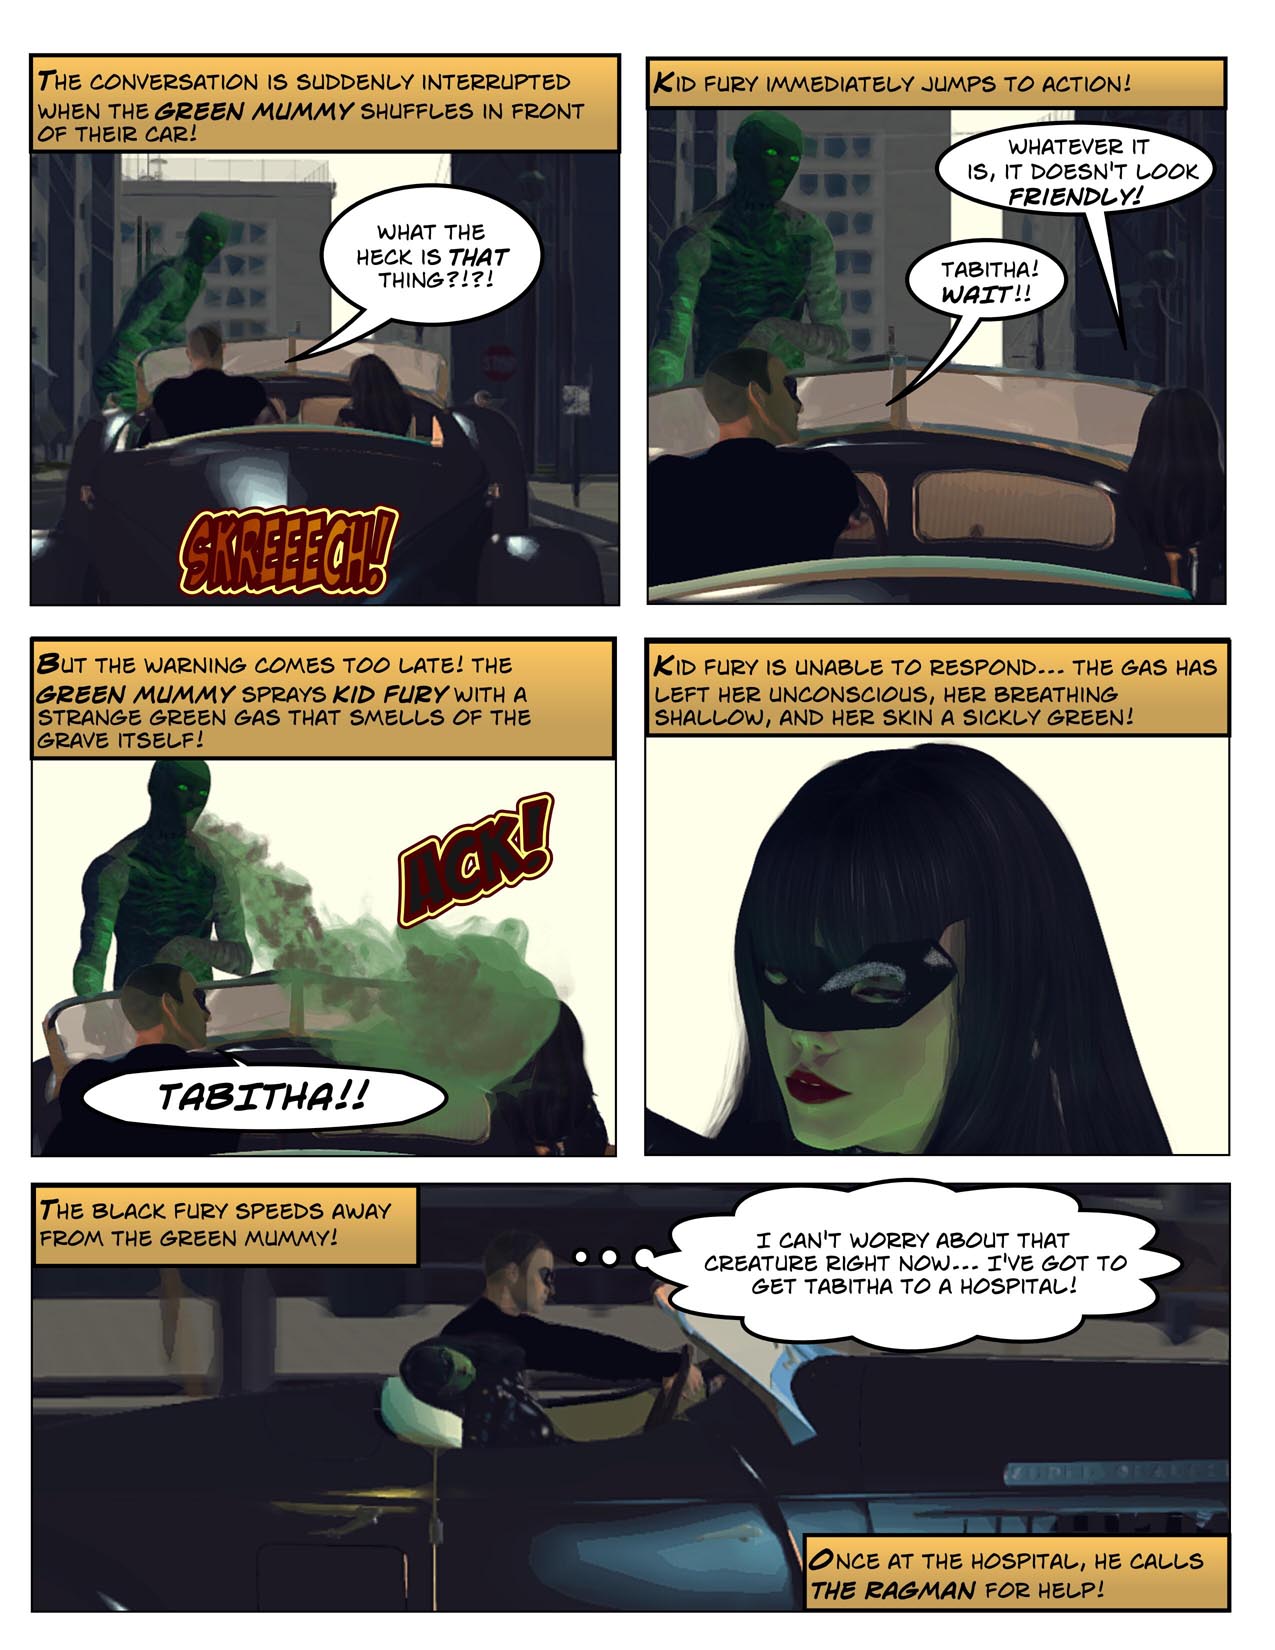 THE CONVERSATION IS SUDDENLY INTERRUPTED
WHEN THE GREEN MUMMY SHUFFLES IN FRONT
OF THEIR CAR!
WHAT THE
HECK IS THAT
THING?!?!
SKREEECH!
KID FURY IMMEDIATELY JUMPS TO ACTION!
WHATEVER IT
IS, IT DOESN'T LOOK
FRIENDLY!
TABITHA!
WAIT!!
BUT THE WARNING COMES TOO LATE! THE
GREEN MUMMY SPRAYS KID FURY WITH A
STRANGE GREEN GAS THAT SMELLS OF THE
GRAVE ITSELF!
ACK!
TABITHA!!
KID FURY IS UNABLE TO RESPOND... THE GAS HAS
LEFT HER UNCONSCIOUS, HER BREATHING
SHALLOW, AND HER SKIN A SICKLY GREEN!
THE BLACK FURY SPEEDS AWAY
FROM THE GREEN MUMMY!
I CAN'T WORRY ABOUT THAT
CREATURE RIGHT NOW... I'VE GOT TO
GET TABITHA TO A HOSPITAL!
ONCE AT THE HOSPITAL, HE CALLS
THE RAGMAN FOR HELP!